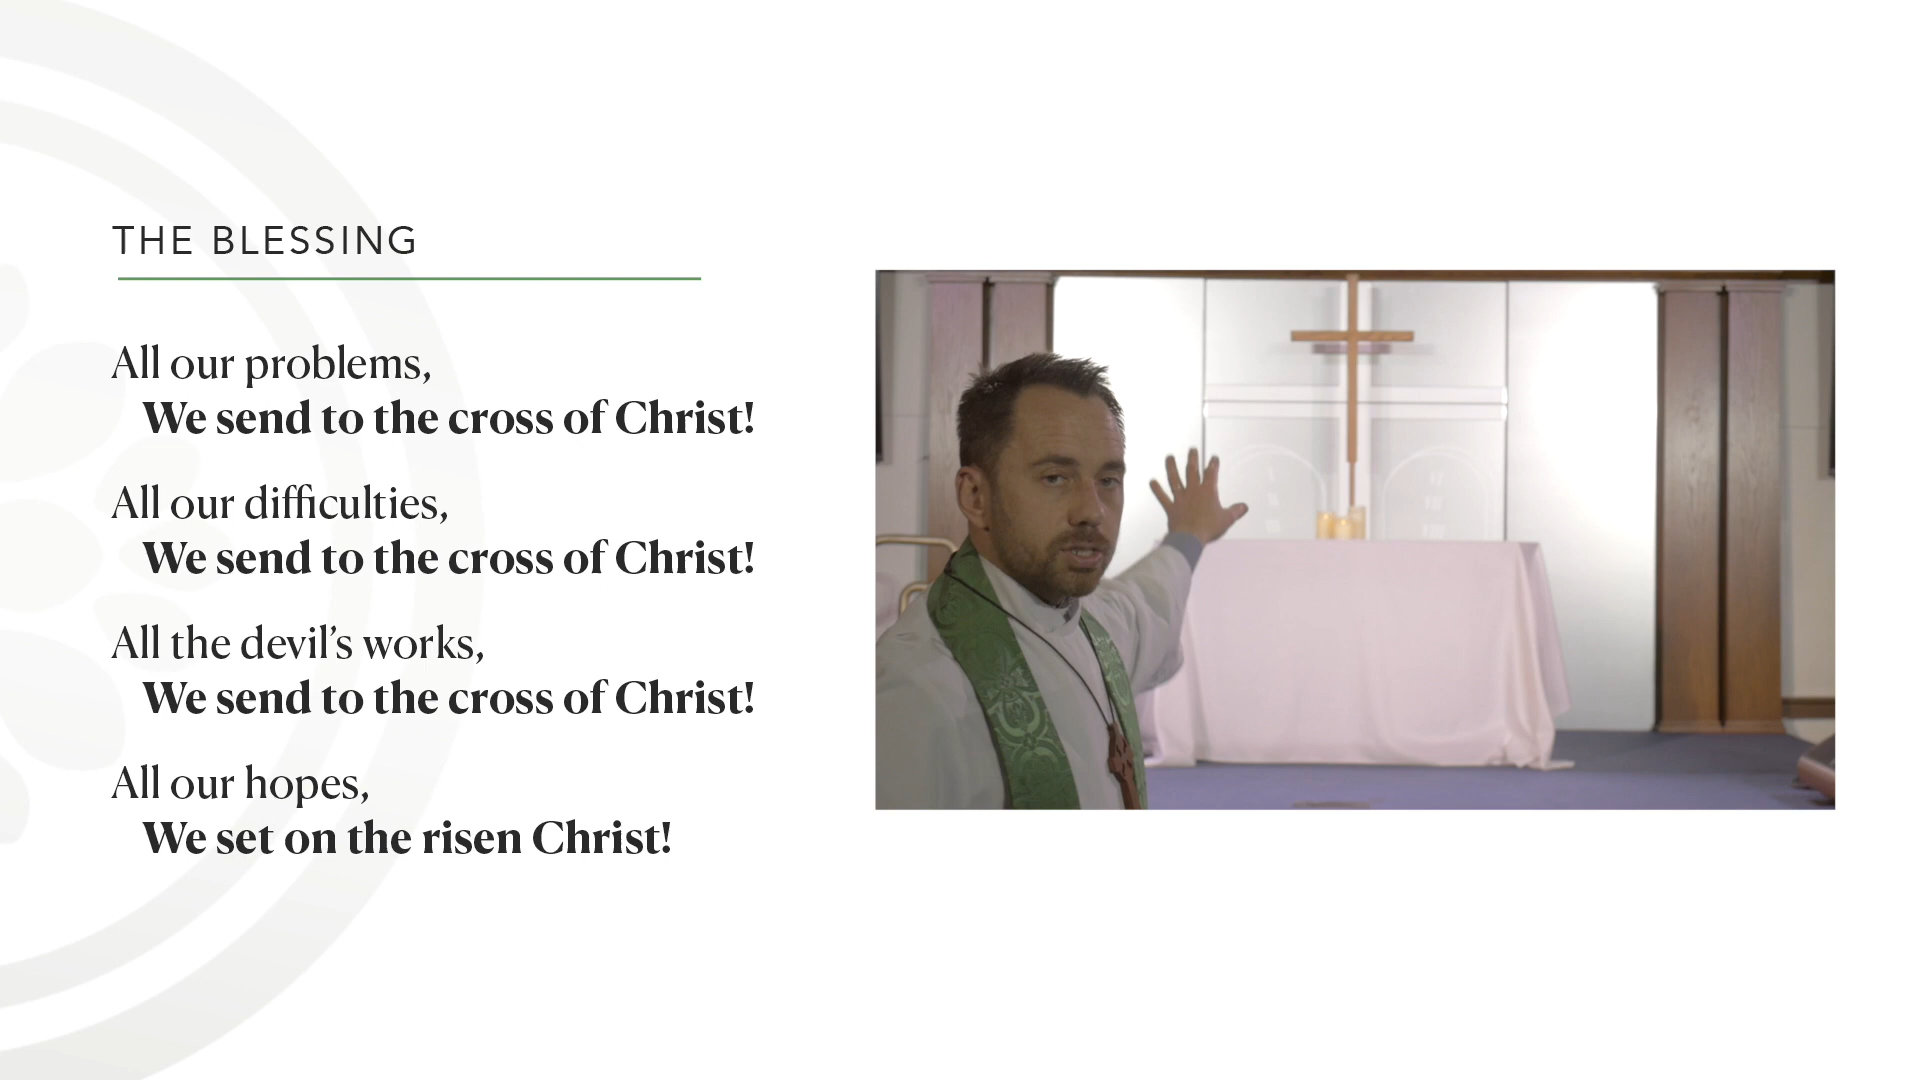 THE BLESSING
All our problems,
We send to the cross of Christ!
All our difficulties,
We send to the cross of Christ!
All the devil’s works,
We send to the cross of Christ!
All our hopes,
We set on the risen Christ!